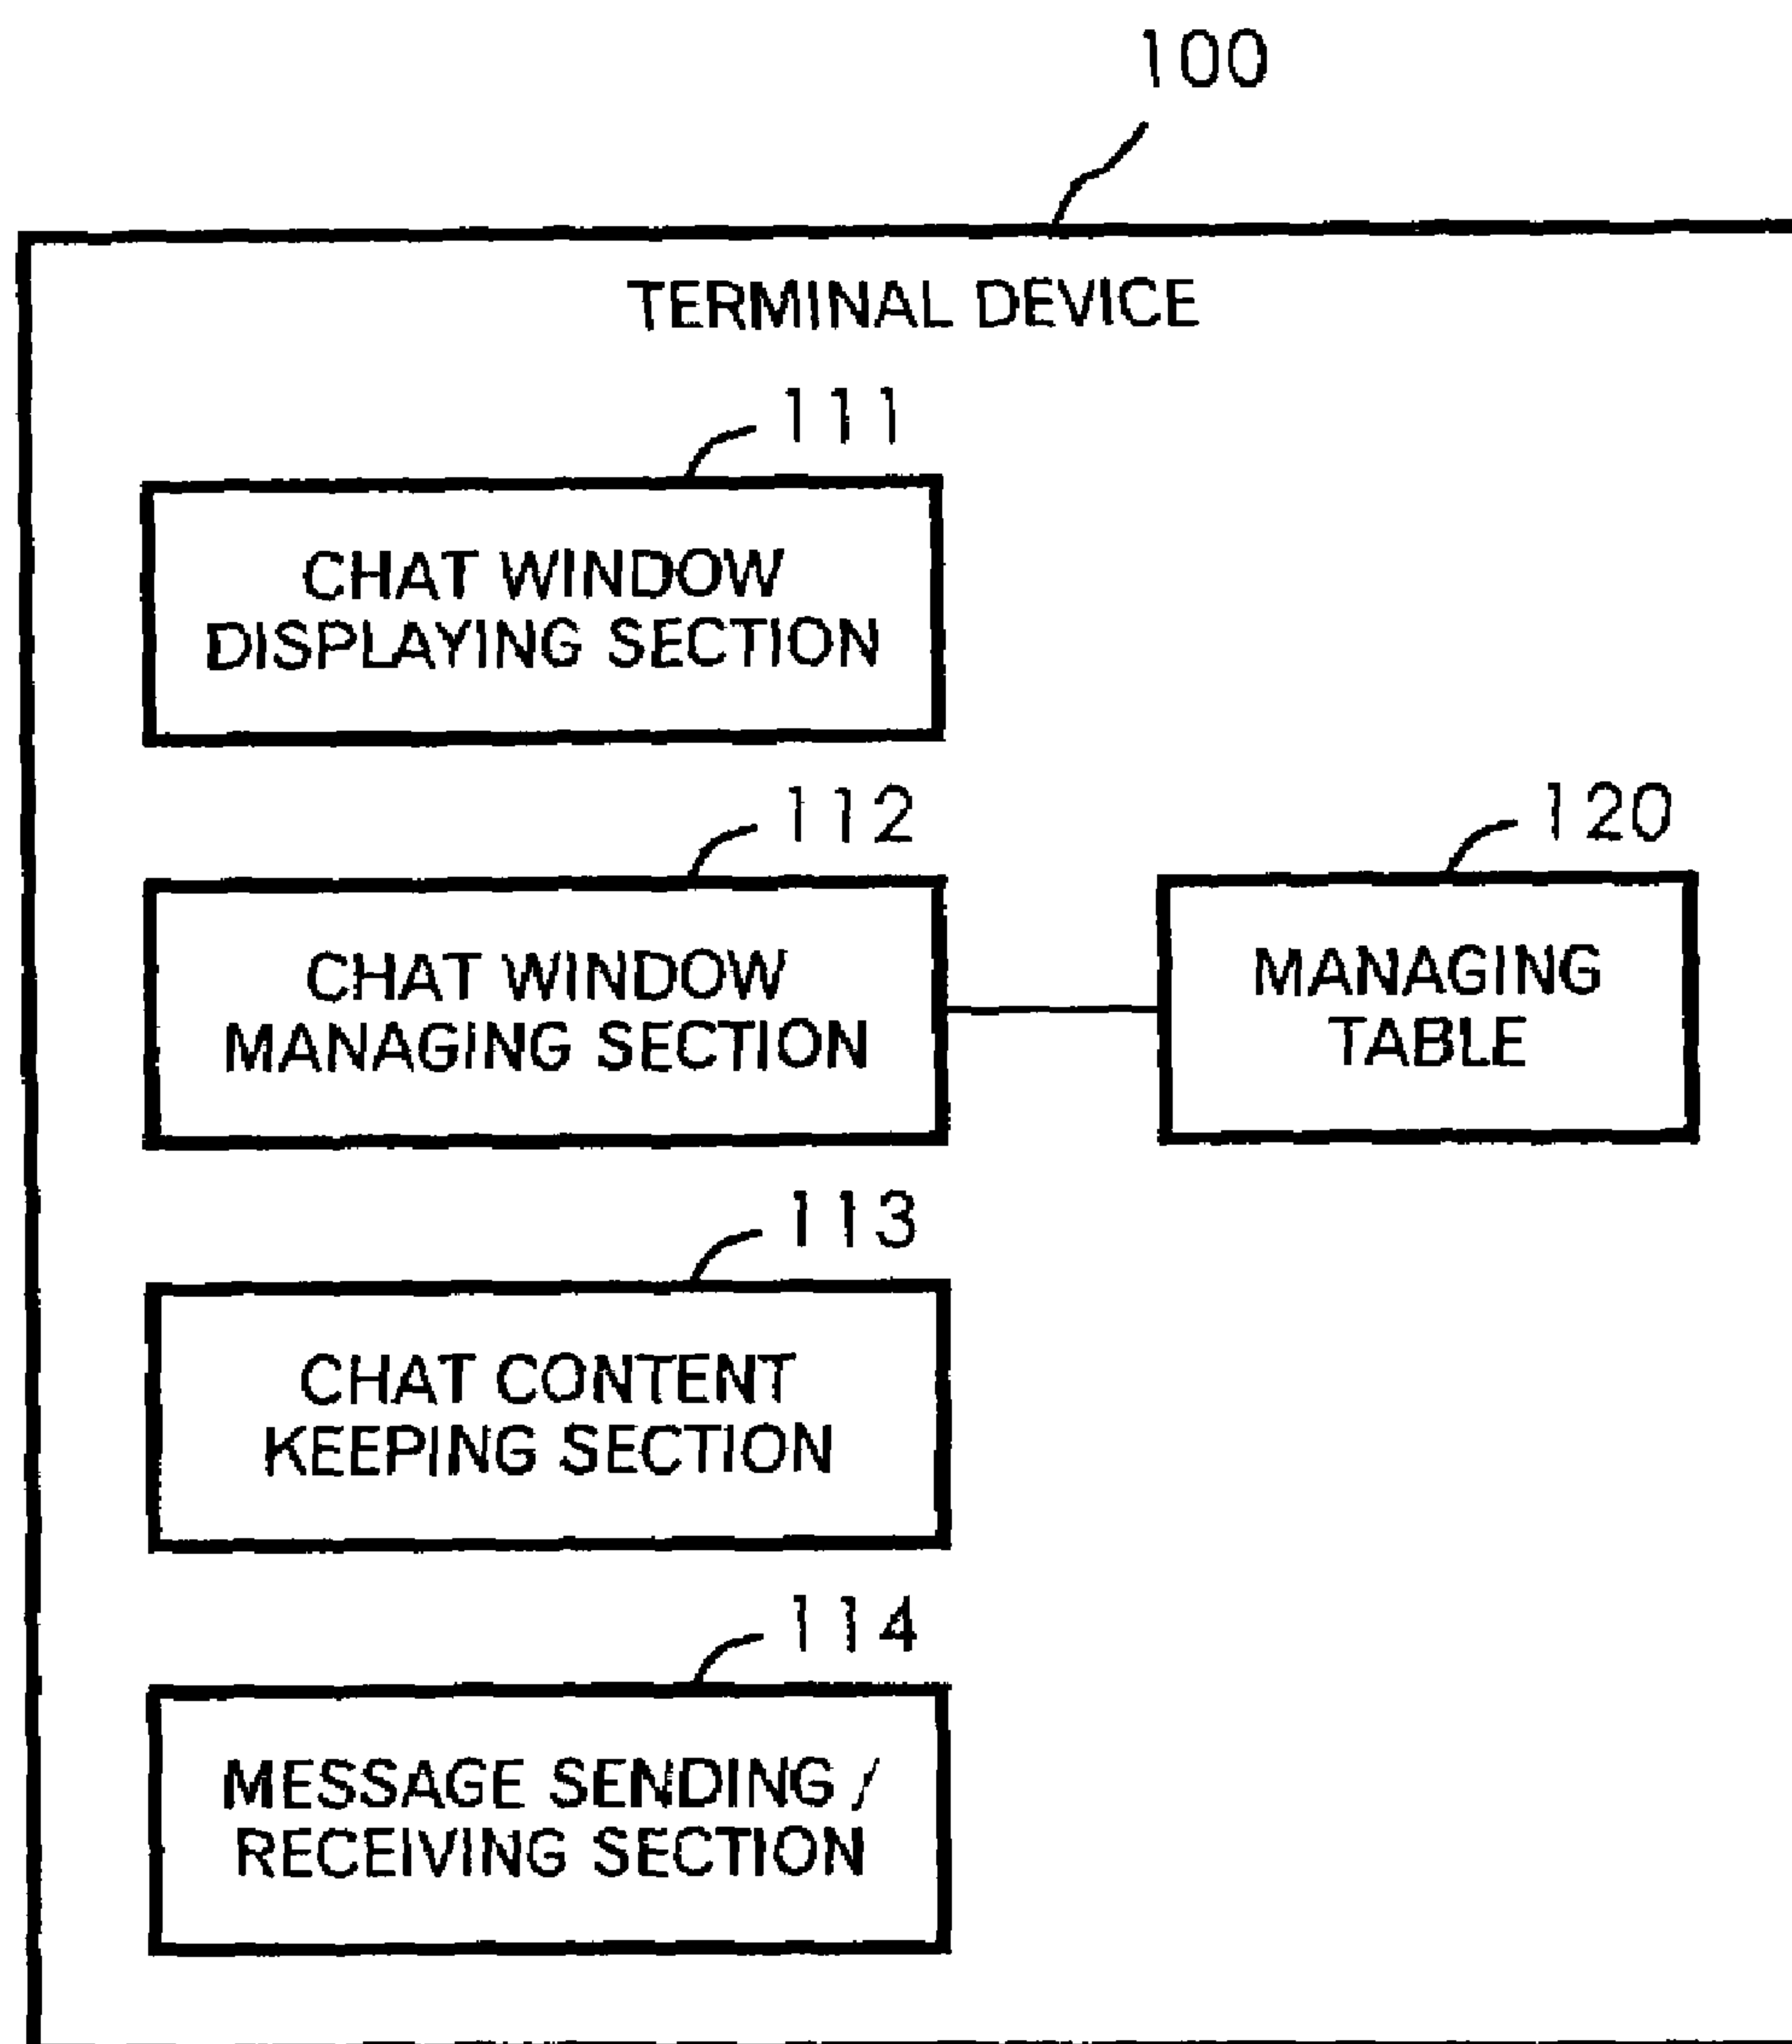 100
TERMINAL DEVICE
111
CHAT WINDOW
DISPLAYING SECTION
112
120
CHAT WINDOW
MANAGING SECTION
MANAGING
TABLE
113
CHAT CONTENT
KEEPING SECTION
114
MESSAGE SENDING /
RECEIVING SECTION